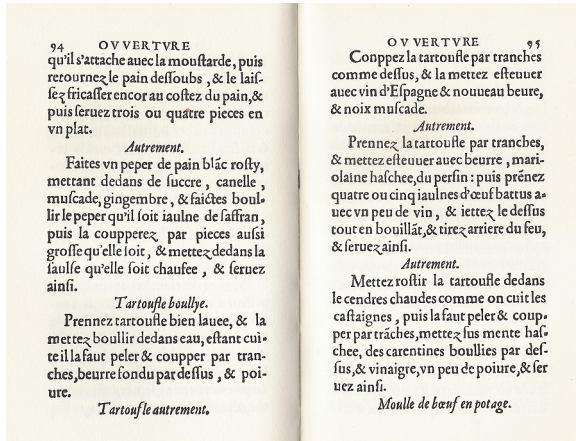 94 OVVERTVRE
qu'il s'attache auec la mouſtarde, puis
retournez le pain deſſoubs, & le laiſ-
ſez fricaſſer encor au coſtez du pain, &
puis ſeruez trois ou quatre pieces en
vn plat.
Autrement.
Faites vn peper de pain blãc roſty,
mettant dedans de ſuccre, canelle,
muſcade, gingembre, & faictes boul-
lir le peper qu'il ſoit iaulne de ſaffran,
puis la coupperez par pieces auſsi
groſſe qu'elle ſoit, & mettez dedans la
ſaulſe qu'elle ſoit chaufee, & ſeruez
ainſi.
Tartoufle boullye.
Prennez tartoufle bien lauee, & la
mettez boullir dedans eau, eſtant cui-
te il la faut peler & coupper par tran-
ches, beurre fondu par deſſus, & poi-
ure.
Tartoufle autrement.
OVVERTVRE 95
Conppez la tartoufle par tranches
comme deſſus, & la mettez eſteuuer
auec vin d'Eſpagne & nouueau beure,
& noix muſcade.
Autrement.
Prennez la tartoufle par tranches,
& mettez eſteuuer auec beurre, mari-
olaine haſchee, du perſin: puis prénez
quatre ou cinq iaulnes d'œuf battus a-
uec vn peu de vin, & iettez le deſſus
tout en bouillãt, & tirez arriere du feu,
& ſeruez ainſi.
Autrement.
Mettez roſtir la tartoufle dedans
le cendres chaudes comme on cuit les
caſtaignes, puis la faut peler & coup-
per par trãches, mettez ſus mente haſ-
chee, des carentines boullies par deſ-
ſus, & vinaigre, vn peu de poiure, & ſer
uez ainſi.
Moulle de bœuf en potage.